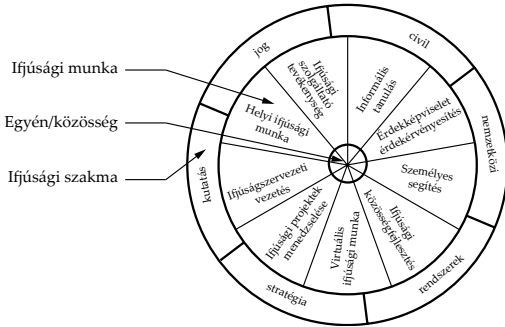 Ifjúsági munka
Egyén/közösség
Ifjúsági szakma
jog
civil
nemzetközi
rendszerek
stratégia
kutatás
Ifjúsági
szolgáltató
tevékenység
Informális
tanulás
Érdekképviselet
érdekérvényesítés
Személyes
segítés
Ifjúsági
közösségfejlesztés
Virtuális
ifjúsági munka
Ifjúsági projektek
menedzselése
Ifjúságszervezeti
vezetés
Helyi ifjúsági
munka